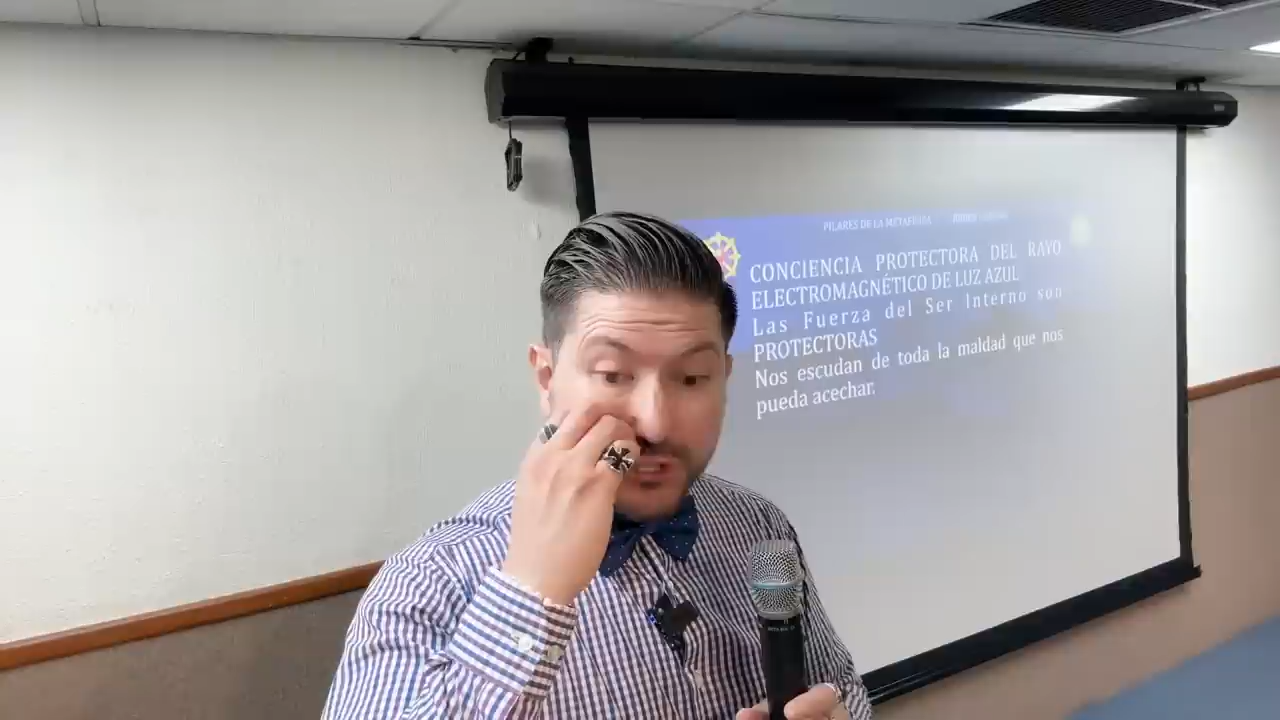 PILARES DE LA METAFÍSICA
CONCIENCIA PROTECTORA DEL RAYO
ELECTROMAGNÉTICO DE LUZ AZUL
Las Fuerza del Ser Interno son
PROTECTORAS
Nos escudan de toda la maldad que nos
pueda acechar.